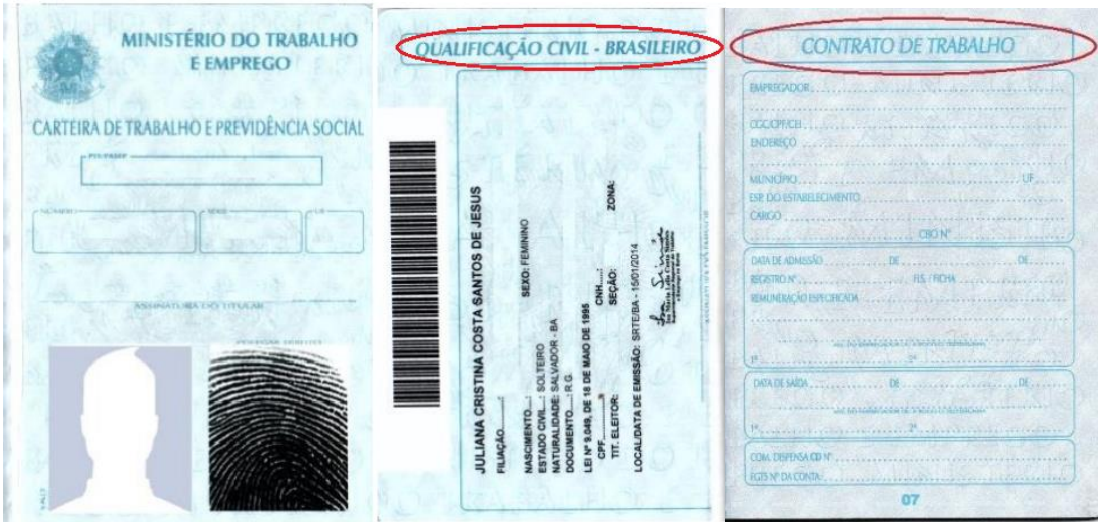 MINISTÉRIO DO TRABALHO
E EMPREGO
CARTEIRA DE TRABALHO E PREVIDÊNCIA SOCIAL
PIS/PASEP
NÚMERO SÉRIE UF
ASSINATURA DO TITULAR
POLEGAR DIREITO
QUALIFICAÇÃO CIVIL - BRASILEIRO
JULIANA CRISTINA COSTA SANTOS DE JESUS
FILIAÇÃO.......:
NASCIMENTO....: SEXO: FEMININO
ESTADO CIVIL...: SOLTEIRO
NATURALIDADE: SALVADOR - BA
DOCUMENTO.....: R.G.
LEI Nº 9.049, DE 18 DE MAIO DE 1995
CPF.........: CNH.....:
TIT. ELEITOR: SEÇÃO: ZONA:
LOCAL/DATA DE EMISSÃO: SRTE/BA - 15/01/2014
CONTRATO DE TRABALHO
EMPREGADOR
CGC/CPF/CEI
ENDEREÇO
MUNICÍPIO UF
ESP. DO ESTABELECIMENTO
CARGO
CBO Nº
DATA DE ADMISSÃO DE DE
REGISTRO Nº FLS. / FICHA
REMUNERAÇÃO ESPECIFICADA
1º 2º
DATA DE SAÍDA DE DE
1º 2º
COM. DISPENSA CD Nº
FGTS Nº DA CONTA:
07